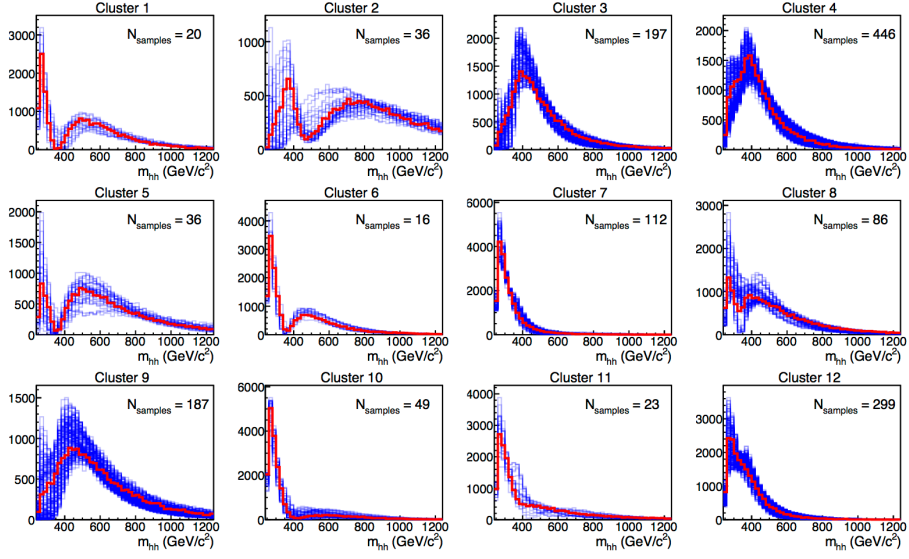 Cluster 1
N_samples = 20
3000
2000
1000
0
400 600 800 1000 1200
m_hh (GeV/c²)
Cluster 2
N_samples = 36
1000
500
0
400 600 800 1000 1200
m_hh (GeV/c²)
Cluster 3
N_samples = 197
2000
1500
1000
500
0
400 600 800 1000 1200
m_hh (GeV/c²)
Cluster 4
N_samples = 446
2000
1500
1000
500
0
400 600 800 1000 1200
m_hh (GeV/c²)
Cluster 5
N_samples = 36
2000
1500
1000
500
0
400 600 800 1000 1200
m_hh (GeV/c²)
Cluster 6
N_samples = 16
4000
3000
2000
1000
0
400 600 800 1000 1200
m_hh (GeV/c²)
Cluster 7
N_samples = 112
6000
4000
2000
0
400 600 800 1000 1200
m_hh (GeV/c²)
Cluster 8
N_samples = 86
3000
2000
1000
0
400 600 800 1000 1200
m_hh (GeV/c²)
Cluster 9
N_samples = 187
1500
1000
500
0
400 600 800 1000 1200
m_hh (GeV/c²)
Cluster 10
N_samples = 49
6000
4000
2000
0
400 600 800 1000 1200
m_hh (GeV/c²)
Cluster 11
N_samples = 23
4000
3000
2000
1000
0
400 600 800 1000 1200
m_hh (GeV/c²)
Cluster 12
N_samples = 299
4000
3000
2000
1000
0
400 600 800 1000 1200
m_hh (GeV/c²)